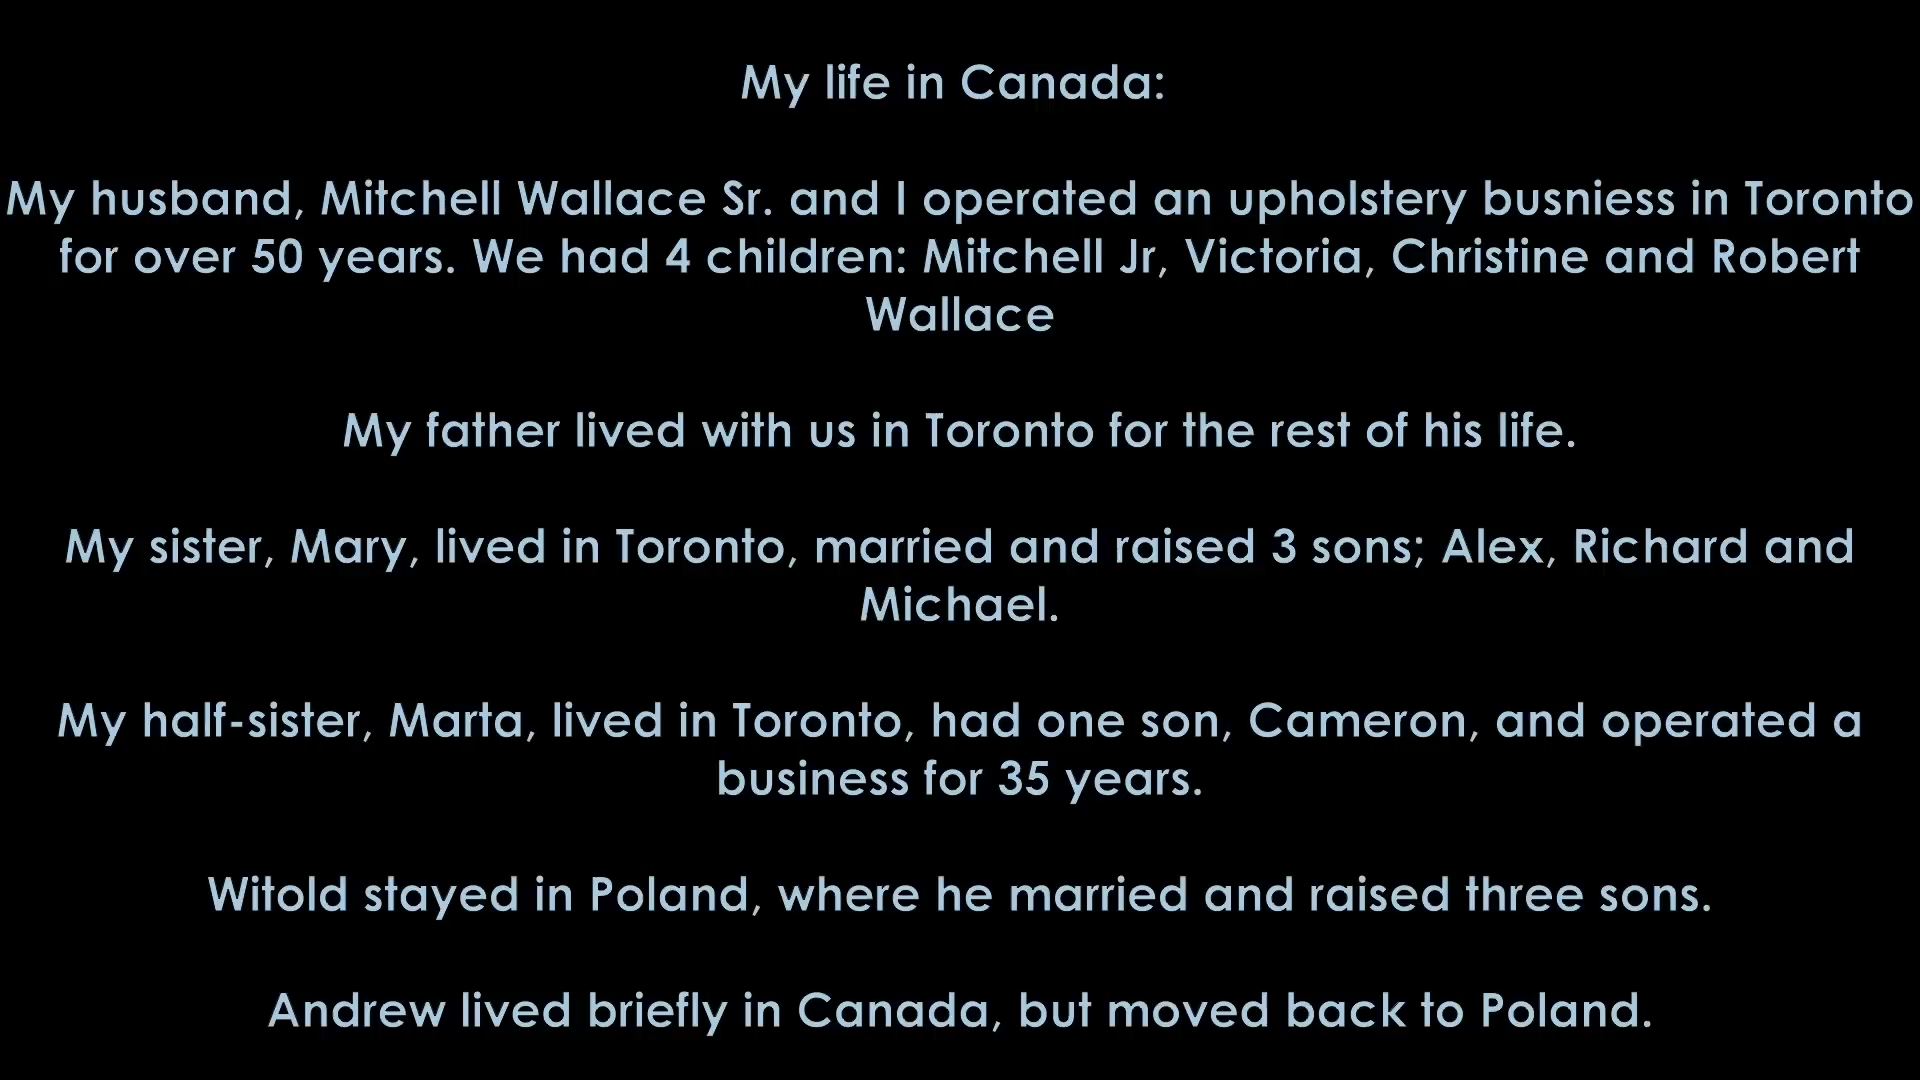 My life in Canada:
My husband, Mitchell Wallace Sr. and I operated an upholstery busniess in Toronto
for over 50 years. We had 4 children: Mitchell Jr, Victoria, Christine and Robert
Wallace
My father lived with us in Toronto for the rest of his life.
My sister, Mary, lived in Toronto, married and raised 3 sons; Alex, Richard and
Michael.
My half-sister, Marta, lived in Toronto, had one son, Cameron, and operated a
business for 35 years.
Witold stayed in Poland, where he married and raised three sons.
Andrew lived briefly in Canada, but moved back to Poland.